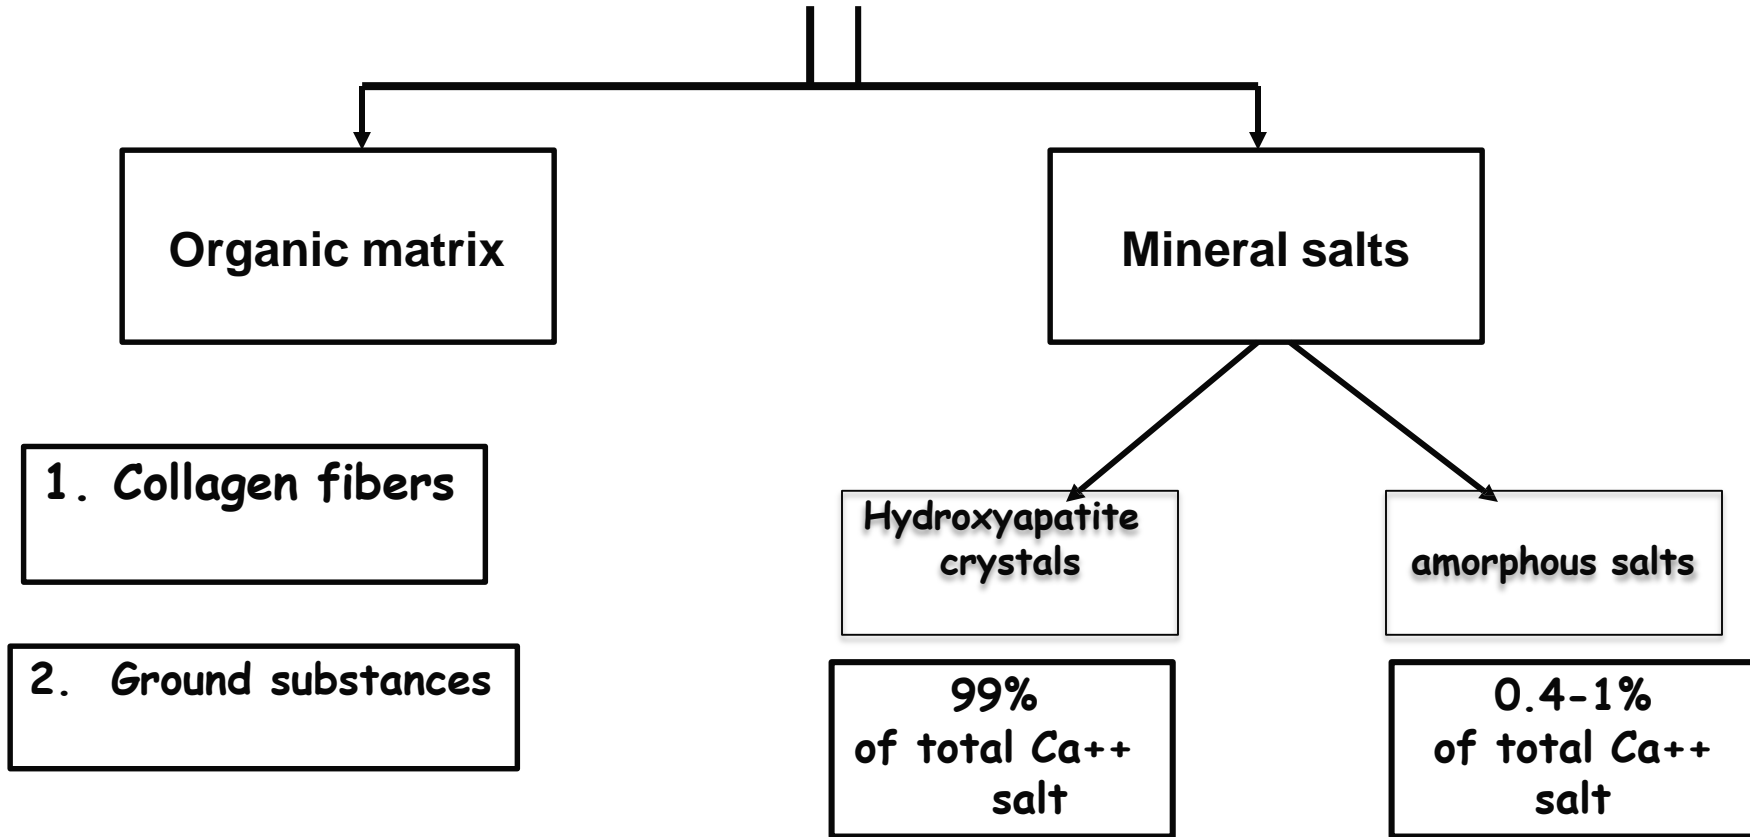 Organic matrix
Mineral salts
1. Collagen fibers
2. Ground substances
Hydroxyapatite
crystals
amorphous salts
99%
of total Ca++
salt
0.4-1%
of total Ca++
salt